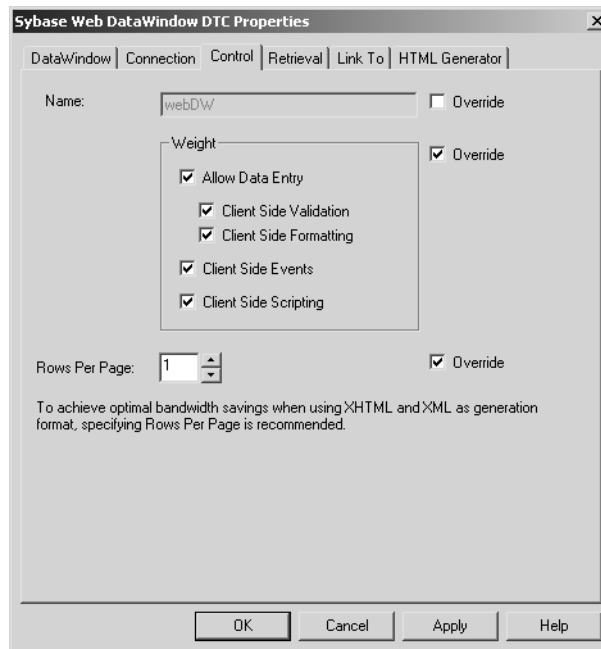 Sybase Web DataWindow DTC Properties
DataWindow Connection Control Retrieval Link To HTML Generator
Name: webDW Override
Weight
Override
Allow Data Entry
Client Side Validation
Client Side Formatting
Client Side Events
Client Side Scripting
Rows Per Page: 1 Override
To achieve optimal bandwidth savings when using XHTML and XML as generation
format, specifying Rows Per Page is recommended.
OK Cancel Apply Help